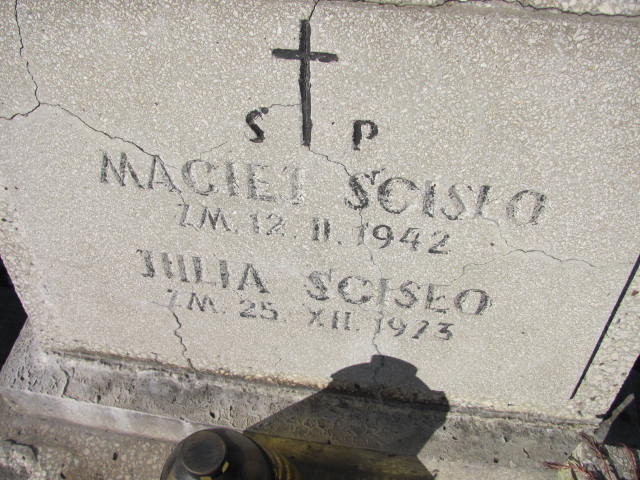 Ś P
MACIEJ ŚCISŁO
ZM. 12. II. 1942
JULIA ŚCISŁO
ZM. 25. XII. 1973